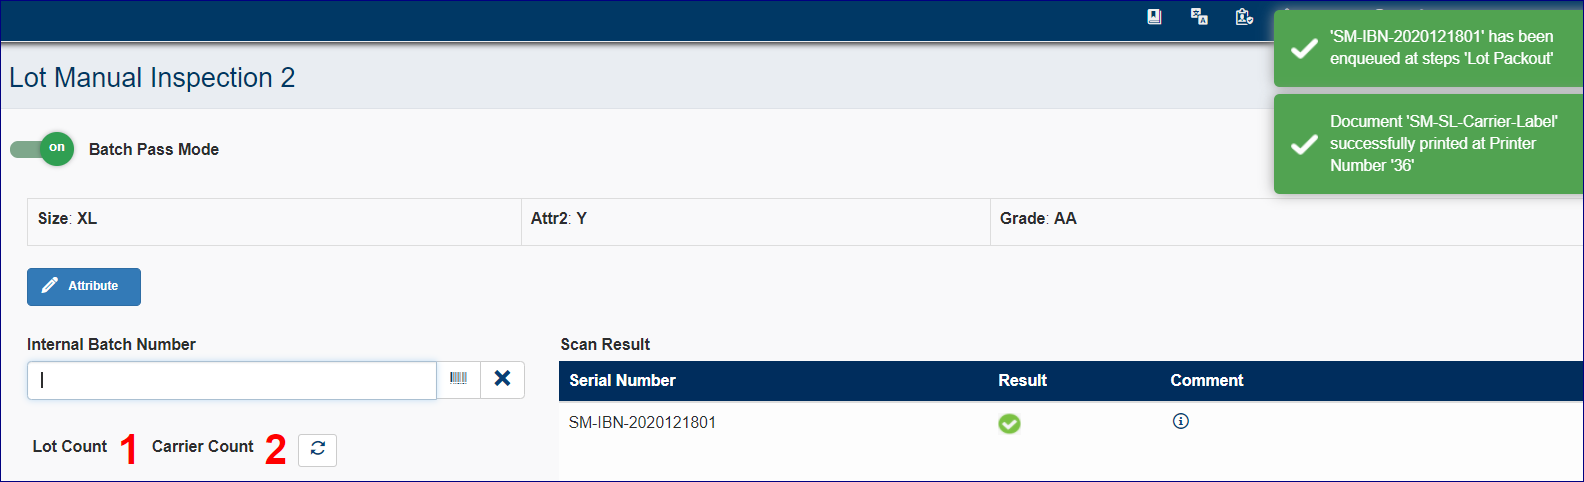 'SM-IBN-2020121801' has been
enqueued at steps 'Lot Packout'
Lot Manual Inspection 2
Document 'SM-SL-Carrier-Label'
successfully printed at Printer
Number '36'
on
Batch Pass Mode
Size: XL
Attr2: Y
Grade: AA
Attribute
Internal Batch Number
Scan Result
Serial Number
Result
Comment
SM-IBN-2020121801
Lot Count 1 Carrier Count 2